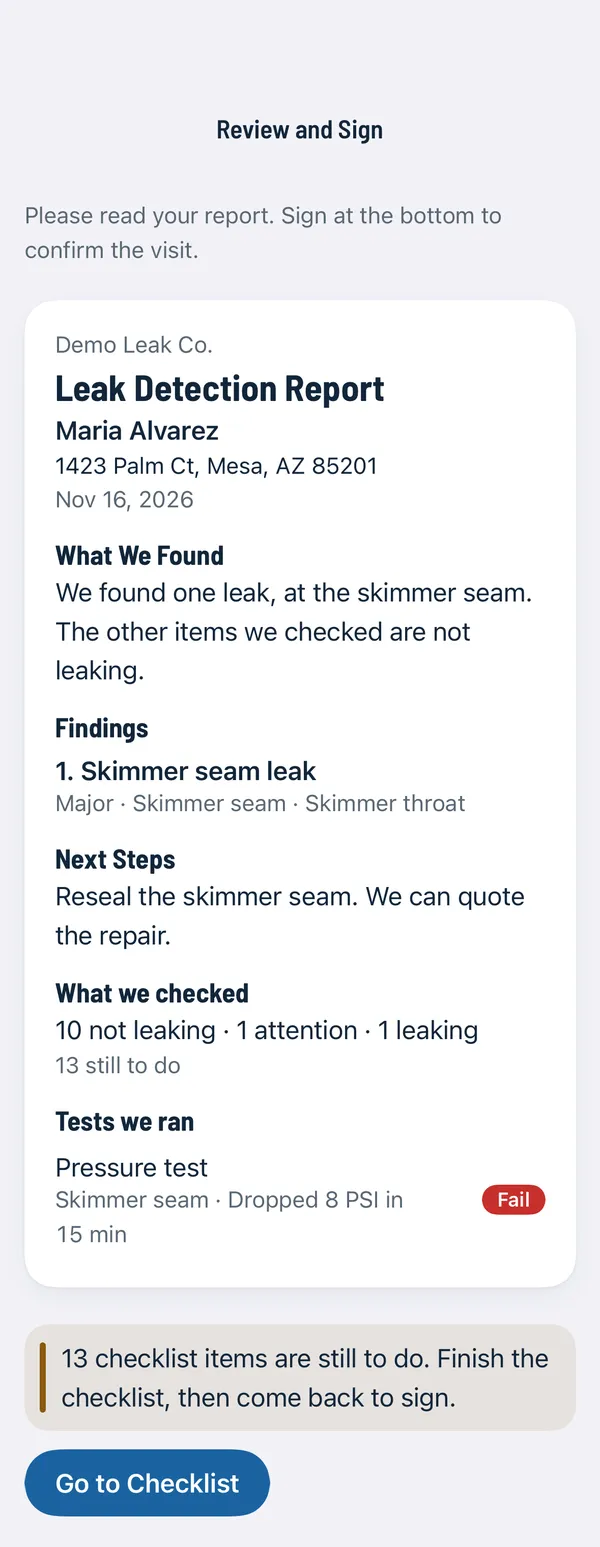 Review and Sign
Please read your report. Sign at the bottom to
confirm the visit.
Demo Leak Co.
Leak Detection Report
Maria Alvarez
1423 Palm Ct, Mesa, AZ 85201
Nov 16, 2026
What We Found
We found one leak, at the skimmer seam.
The other items we checked are not
leaking.
Findings
1. Skimmer seam leak
Major · Skimmer seam · Skimmer throat
Next Steps
Reseal the skimmer seam. We can quote
the repair.
What we checked
10 not leaking · 1 attention · 1 leaking
13 still to do
Tests we ran
Pressure test
Skimmer seam · Dropped 8 PSI in
15 min
Fail
13 checklist items are still to do. Finish the
checklist, then come back to sign.
Go to Checklist